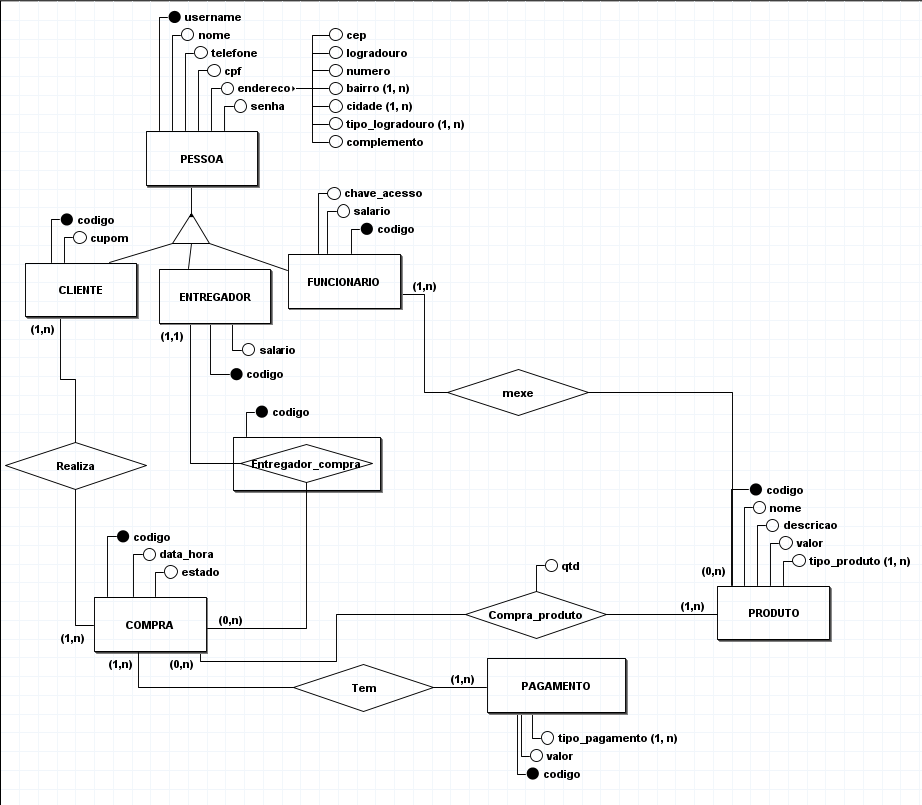 username
nome
telefone
cpf
endereco
senha
cep
logradouro
numero
bairro (1, n)
cidade (1, n)
tipo_logradouro (1, n)
complemento
PESSOA
chave_acesso
salario
codigo
codigo
cupom
CLIENTE
ENTREGADOR
FUNCIONARIO
(1,n)
(1,n)
(1,1)
salario
codigo
mexe
codigo
Entregador_compra
Realiza
codigo
nome
descricao
valor
tipo_produto (1, n)
codigo
data_hora
estado
(0,n)
qtd
COMPRA
(0,n)
Compra_produto
(1,n)
PRODUTO
(1,n)
(1,n)
(0,n)
Tem
(1,n)
PAGAMENTO
tipo_pagamento (1, n)
valor
codigo